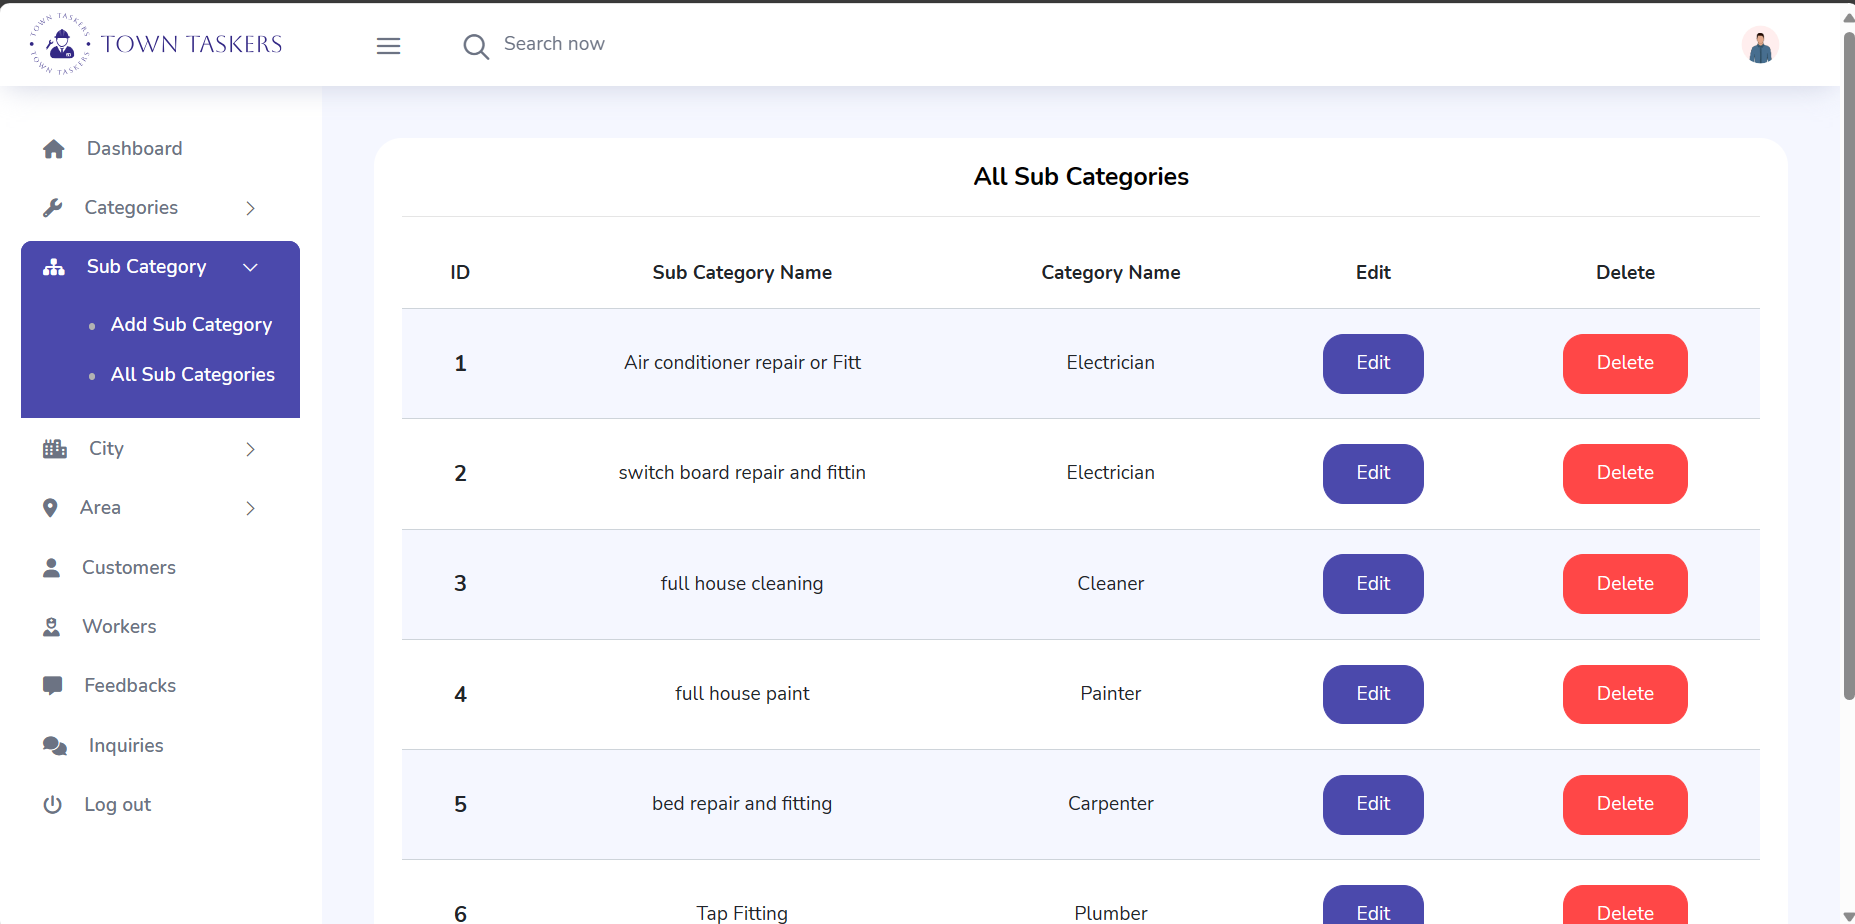 TOWN TASKERS
TOWN TASKERS
TOWN TASKERS
Search now
Dashboard
Categories
Sub Category
Add Sub Category
All Sub Categories
City
Area
Customers
Workers
Feedbacks
Inquiries
Log out
All Sub Categories
ID Sub Category Name Category Name Edit Delete
1 Air conditioner repair or Fitt Electrician Edit Delete
2 switch board repair and fittin Electrician Edit Delete
3 full house cleaning Cleaner Edit Delete
4 full house paint Painter Edit Delete
5 bed repair and fitting Carpenter Edit Delete
6 Tap Fitting Plumber Edit Delete